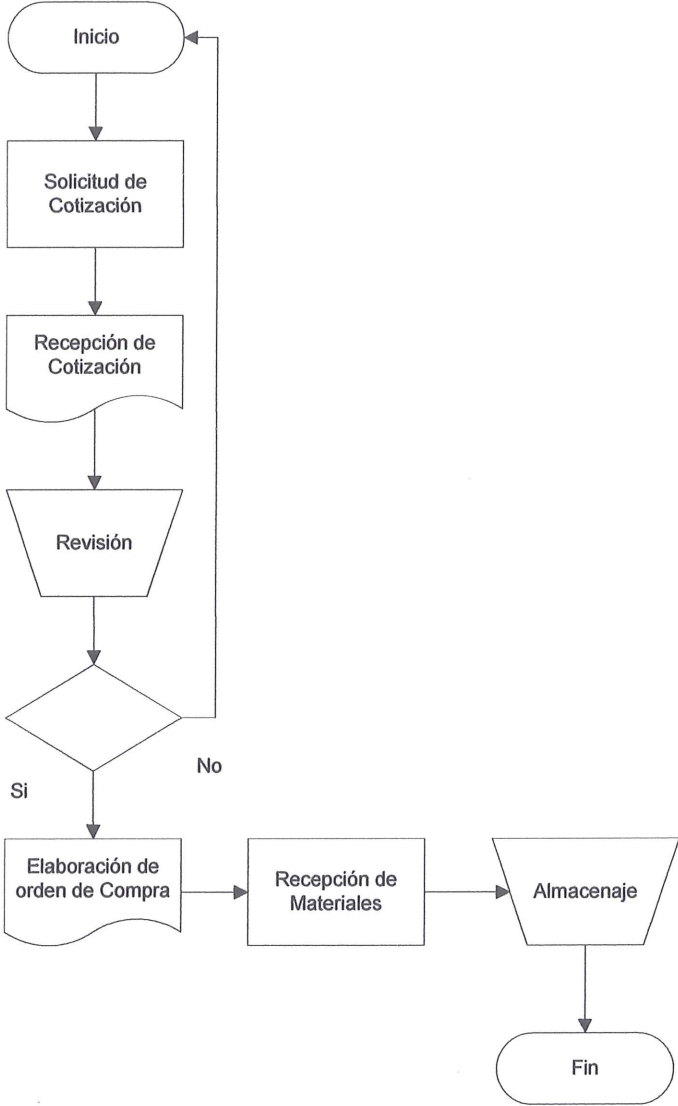 Inicio
Solicitud de
Cotización
Recepción de
Cotización
Revisión
No
Si
Elaboración de
orden de Compra
Recepción de
Materiales
Almacenaje
Fin